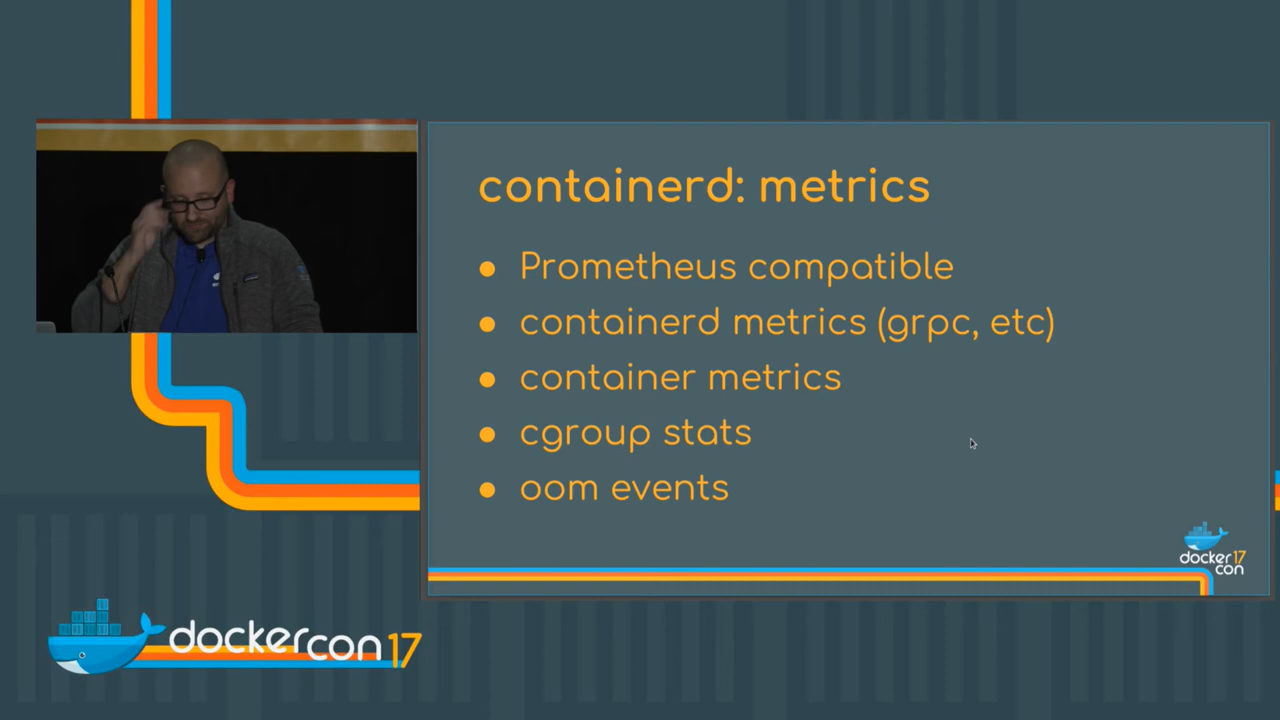 containerd: metrics
● Prometheus compatible
● containerd metrics (grpc, etc)
● container metrics
● cgroup stats
● oom events
docker 17
con
dockercon 17